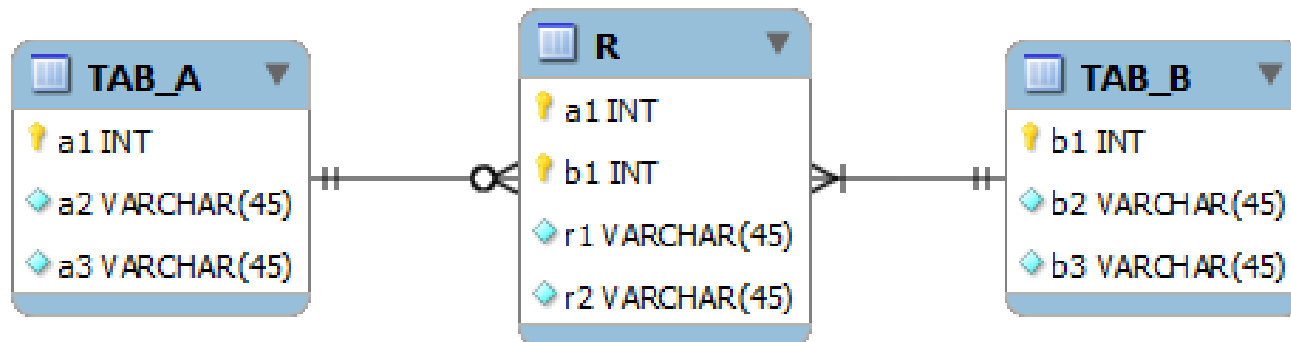 TAB_A
a1 INT
a2 VARCHAR(45)
a3 VARCHAR(45)
R
a1 INT
b1 INT
r1 VARCHAR(45)
r2 VARCHAR(45)
TAB_B
b1 INT
b2 VARCHAR(45)
b3 VARCHAR(45)